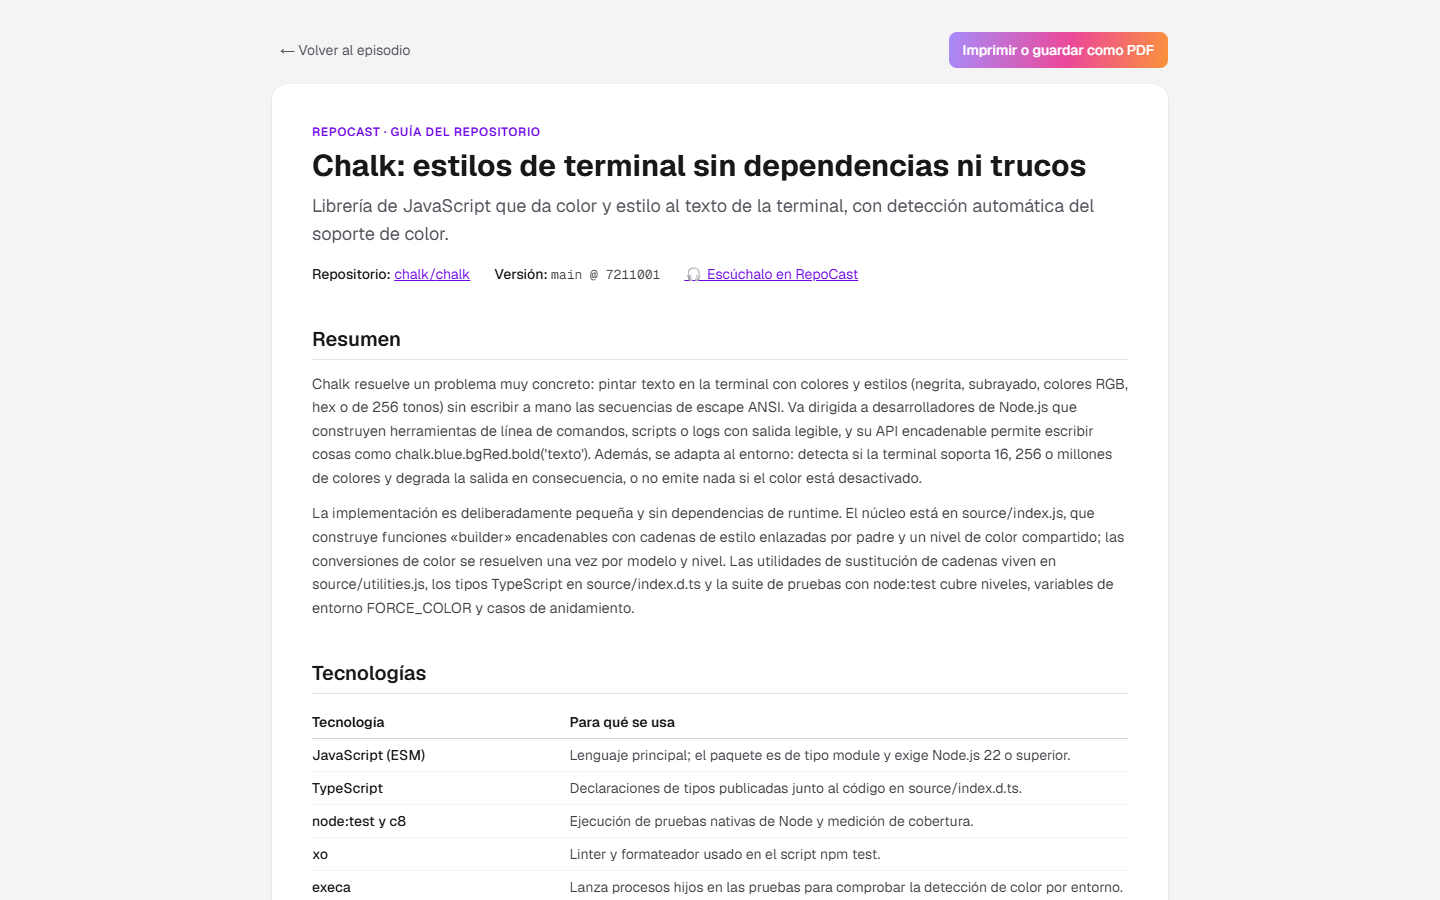 ← Volver al episodio
Imprimir o guardar como PDF
REPOCAST · GUÍA DEL REPOSITORIO
Chalk: estilos de terminal sin dependencias ni trucos
Librería de JavaScript que da color y estilo al texto de la terminal, con detección automática del
soporte de color.
Repositorio: chalk/chalk Versión: main @ 7211001 🎧 Escúchalo en RepoCast
Resumen
Chalk resuelve un problema muy concreto: pintar texto en la terminal con colores y estilos (negrita, subrayado, colores RGB,
hex o de 256 tonos) sin escribir a mano las secuencias de escape ANSI. Va dirigida a desarrolladores de Node.js que
construyen herramientas de línea de comandos, scripts o logs con salida legible, y su API encadenable permite escribir
cosas como chalk.blue.bgRed.bold('texto'). Además, se adapta al entorno: detecta si la terminal soporta 16, 256 o millones
de colores y degrada la salida en consecuencia, o no emite nada si el color está desactivado.
La implementación es deliberadamente pequeña y sin dependencias de runtime. El núcleo está en source/index.js, que
construye funciones «builder» encadenables con cadenas de estilo enlazadas por padre y un nivel de color compartido; las
conversiones de color se resuelven una vez por modelo y nivel. Las utilidades de sustitución de cadenas viven en
source/utilities.js, los tipos TypeScript en source/index.d.ts y la suite de pruebas con node:test cubre niveles, variables de
entorno FORCE_COLOR y casos de anidamiento.
Tecnologías
Tecnología Para qué se usa
JavaScript (ESM) Lenguaje principal; el paquete es de tipo module y exige Node.js 22 o superior.
TypeScript Declaraciones de tipos publicadas junto al código en source/index.d.ts.
node:test y c8 Ejecución de pruebas nativas de Node y medición de cobertura.
xo Linter y formateador usado en el script npm test.
execa Lanza procesos hijos en las pruebas para comprobar la detección de color por entorno.